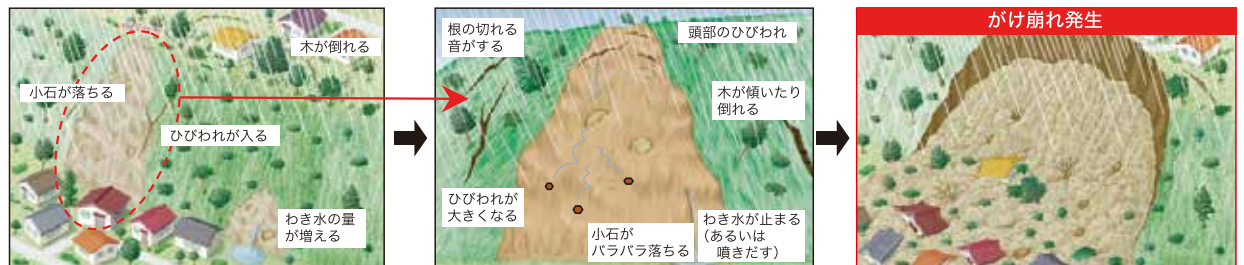 木が倒れる
小石が落ちる
ひびわれが入る
わき水の量
が増える
根の切れる
音がする
頭部のひびわれ
木が傾いたり
倒れる
ひびわれが
大きくなる
小石が
バラバラ落ちる
わき水が止まる
(あるいは
噴きだす)
がけ崩れ発生